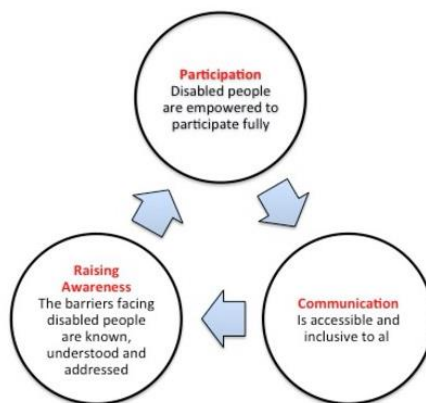 Participation
Disabled people
are empowered to
participate fully
Raising
Awareness
The barriers facing
disabled people
are known,
understood and
addressed
Communication
Is accessible and
inclusive to al